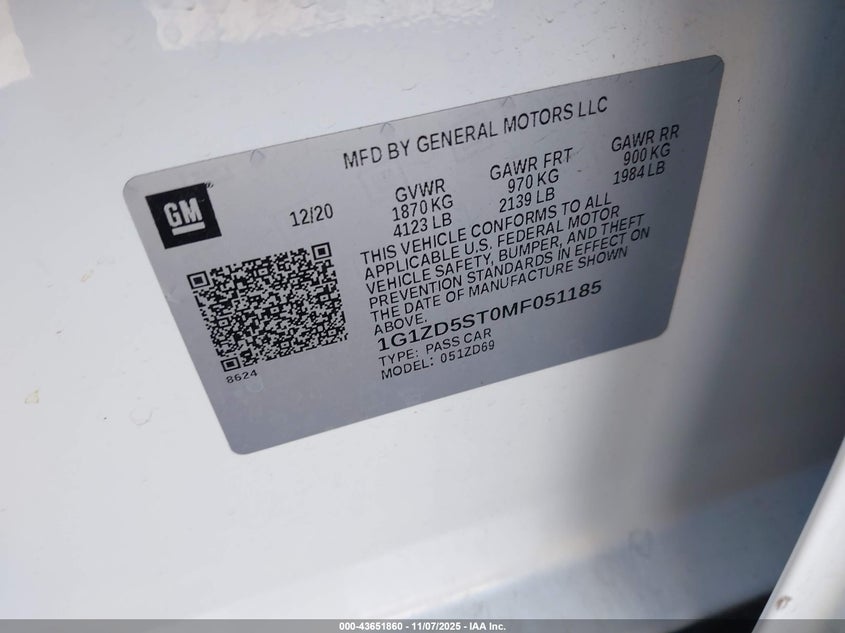 MFD BY GENERAL MOTORS LLC
GM
12/20
GVWR
1870 KG
4123 LB
GAWR FRT
970 KG
2139 LB
GAWR RR
900 KG
1984 LB
THIS VEHICLE CONFORMS TO ALL
APPLICABLE U.S. FEDERAL MOTOR
VEHICLE SAFETY, BUMPER, AND THEFT
PREVENTION STANDARDS IN EFFECT ON
THE DATE OF MANUFACTURE SHOWN
ABOVE.
1G1ZD5ST0MF051185
TYPE: PASS CAR
MODEL: 051ZD69
8624
000-43651860 - 11/07/2025 - IAA Inc.